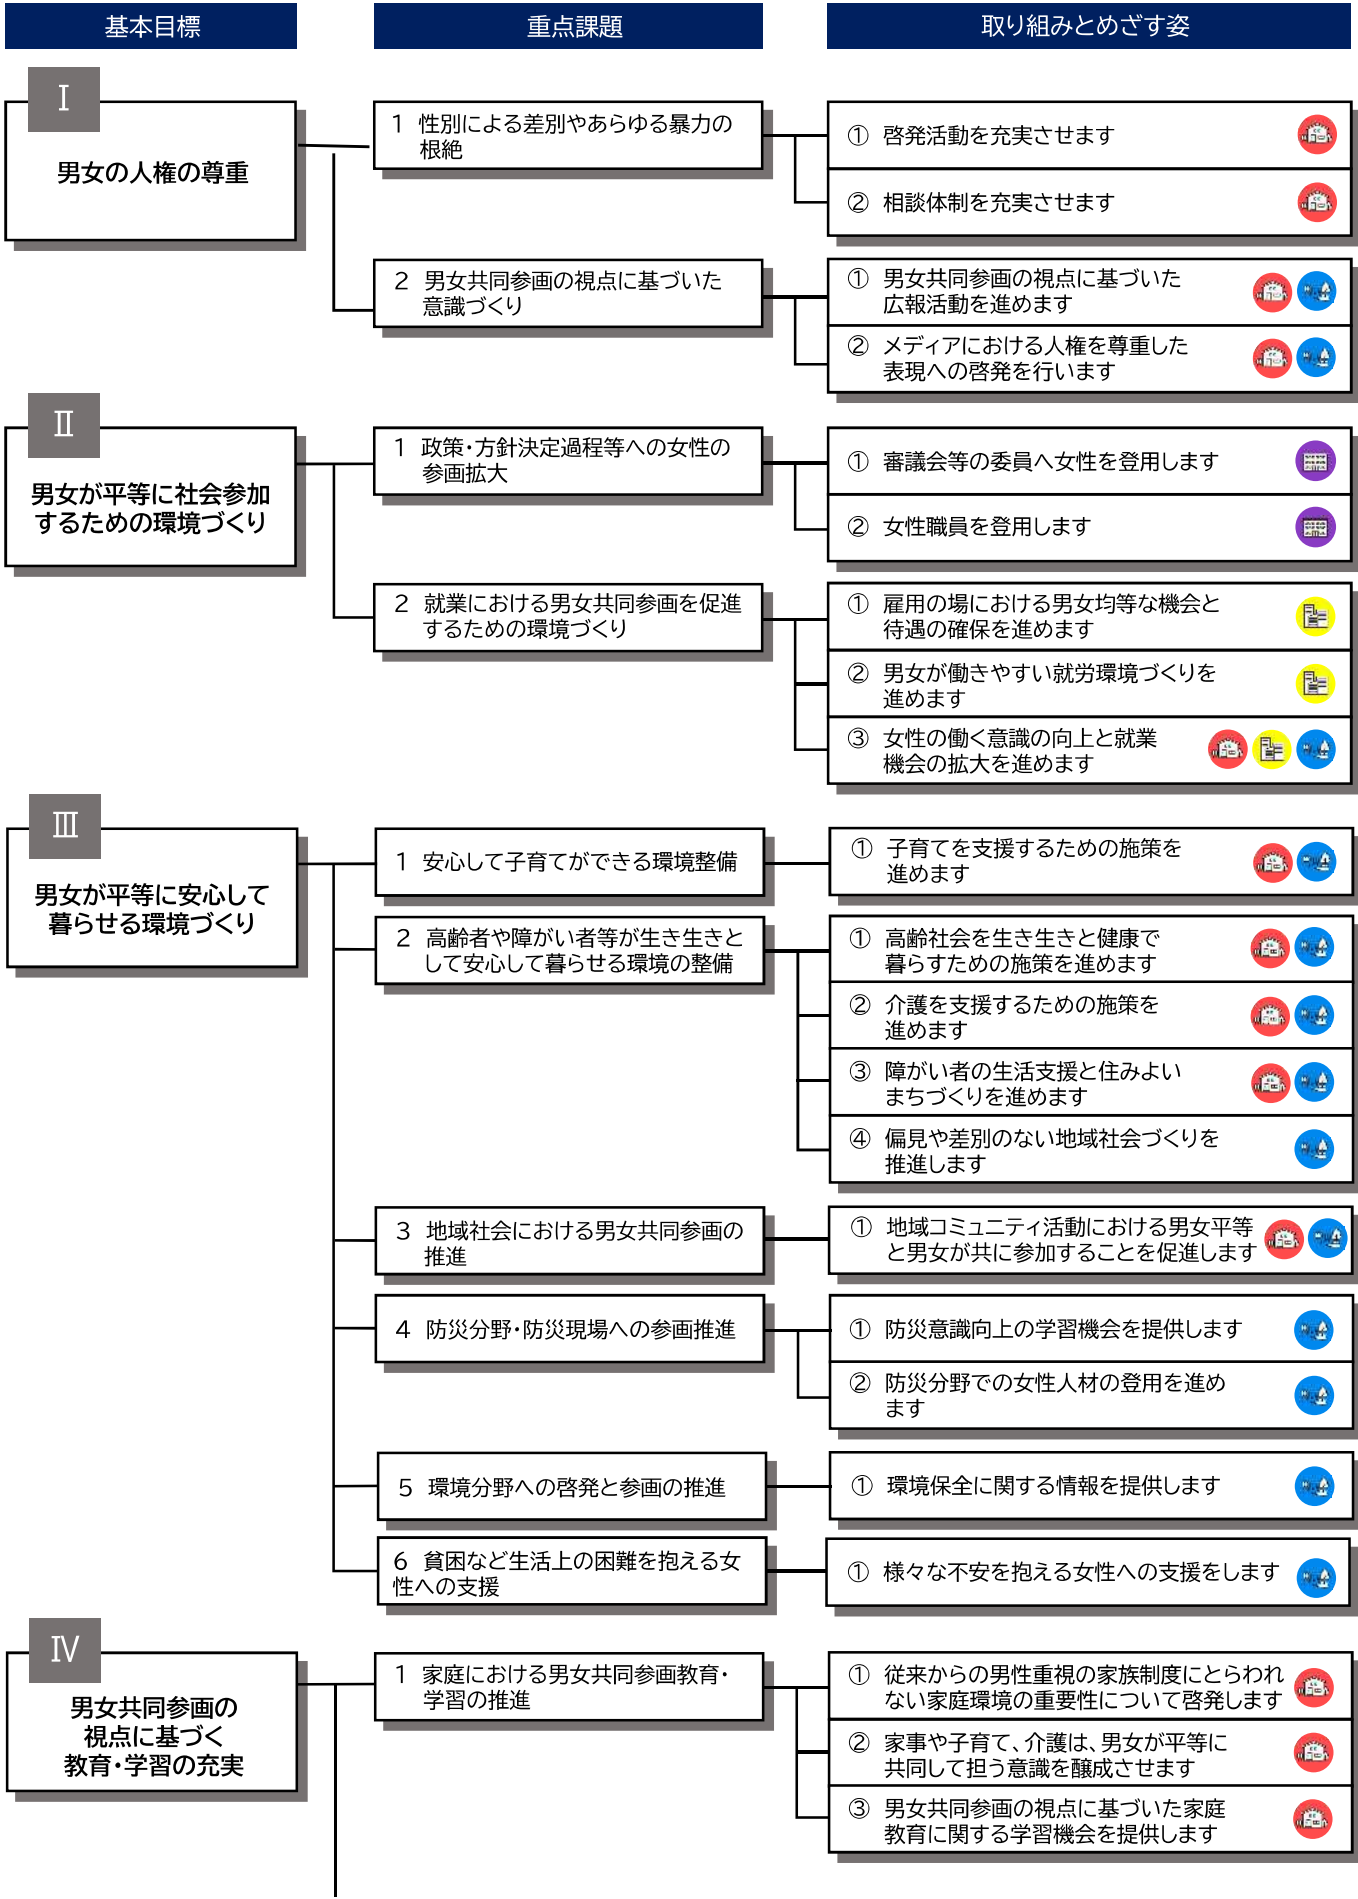 基本目標
重点課題
取り組みとめざす姿
Ⅰ
男女の人権の尊重
1 性別による差別やあらゆる暴力の
根絶
① 啓発活動を充実させます
② 相談体制を充実させます
2 男女共同参画の視点に基づいた
意識づくり
① 男女共同参画の視点に基づいた
広報活動を進めます
② メディアにおける人権を尊重した
表現への啓発を行います
Ⅱ
男女が平等に社会参加
するための環境づくり
1 政策・方針決定過程等への女性の
参画拡大
① 審議会等の委員へ女性を登用します
② 女性職員を登用します
2 就業における男女共同参画を促進
するための環境づくり
① 雇用の場における男女均等な機会と
待遇の確保を進めます
② 男女が働きやすい就労環境づくりを
進めます
③ 女性の働く意識の向上と就業
機会の拡大を進めます
Ⅲ
男女が平等に安心して
暮らせる環境づくり
1 安心して子育てができる環境整備
① 子育てを支援するための施策を
進めます
2 高齢者や障がい者等が生き生きと
して安心して暮らせる環境の整備
① 高齢社会を生き生きと健康で
暮らすための施策を進めます
② 介護を支援するための施策を
進めます
③ 障がい者の生活支援と住みよい
まちづくりを進めます
④ 偏見や差別のない地域社会づくりを
推進します
3 地域社会における男女共同参画の
推進
① 地域コミュニティ活動における男女平等
と男女が共に参加することを促進します
4 防災分野・防災現場への参画推進
① 防災意識向上の学習機会を提供します
② 防災分野での女性人材の登用を進め
ます
5 環境分野への啓発と参画の推進
① 環境保全に関する情報を提供します
6 貧困など生活上の困難を抱える女
性への支援
① 様々な不安を抱える女性への支援をします
Ⅳ
男女共同参画の
視点に基づく
教育・学習の充実
1 家庭における男女共同参画教育・
学習の推進
① 従来からの男性重視の家族制度にとらわれ
ない家庭環境の重要性について啓発します
② 家事や子育て、介護は、男女が平等に
共同して担う意識を醸成させます
③ 男女共同参画の視点に基づいた家庭
教育に関する学習機会を提供します